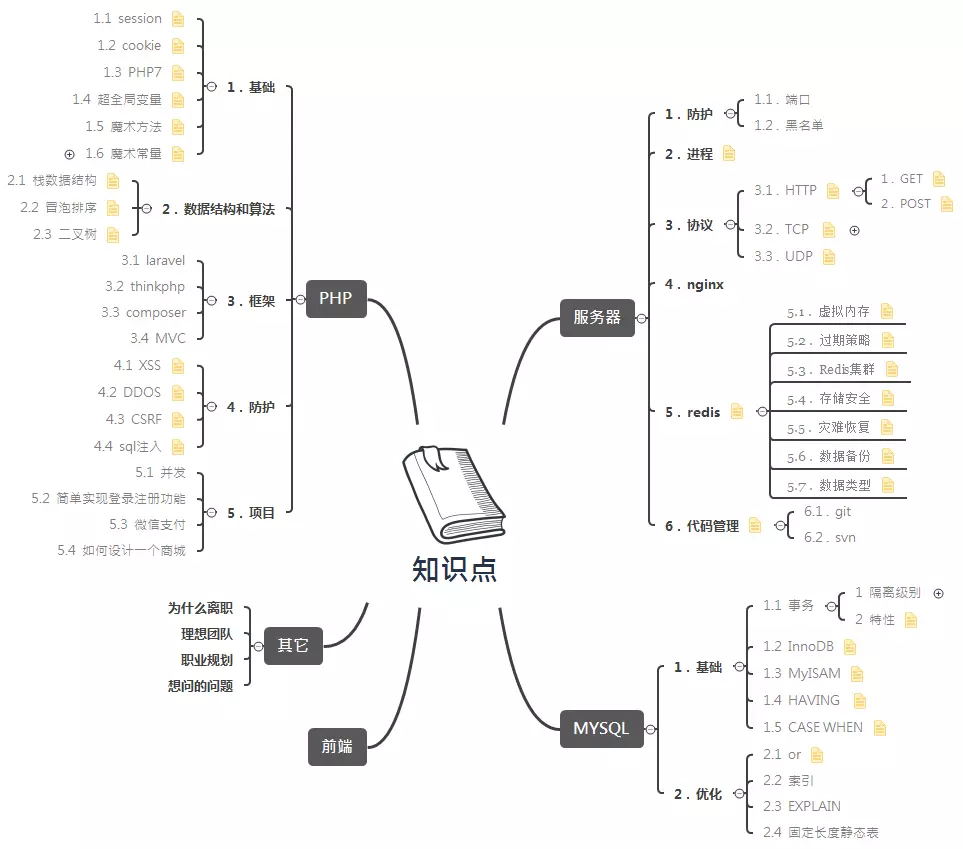 知识点
PHP
1．基础
1.1 session
1.2 cookie
1.3 PHP7
1.4 超全局变量
1.5 魔术方法
1.6 魔术常量
2．数据结构和算法
2.1 栈数据结构
2.2 冒泡排序
2.3 二叉树
3．框架
3.1 laravel
3.2 thinkphp
3.3 composer
3.4 MVC
4．防护
4.1 XSS
4.2 DDOS
4.3 CSRF
4.4 sql注入
5．项目
5.1 并发
5.2 简单实现登录注册功能
5.3 微信支付
5.4 如何设计一个商城
其它
为什么离职
理想团队
职业规划
想问的问题
前端
服务器
1．防护
1.1．端口
1.2．黑名单
2．进程
3．协议
3.1．HTTP
1．GET
2．POST
3.2．TCP
3.3．UDP
4．nginx
5．redis
5.1．虚拟内存
5.2．过期策略
5.3．Redis集群
5.4．存储安全
5.5．灾难恢复
5.6．数据备份
5.7．数据类型
6．代码管理
6.1．git
6.2．svn
MYSQL
1．基础
1.1 事务
1 隔离级别
2 特性
1.2 InnoDB
1.3 MyISAM
1.4 HAVING
1.5 CASE WHEN
2．优化
2.1 or
2.2 索引
2.3 EXPLAIN
2.4 固定长度静态表